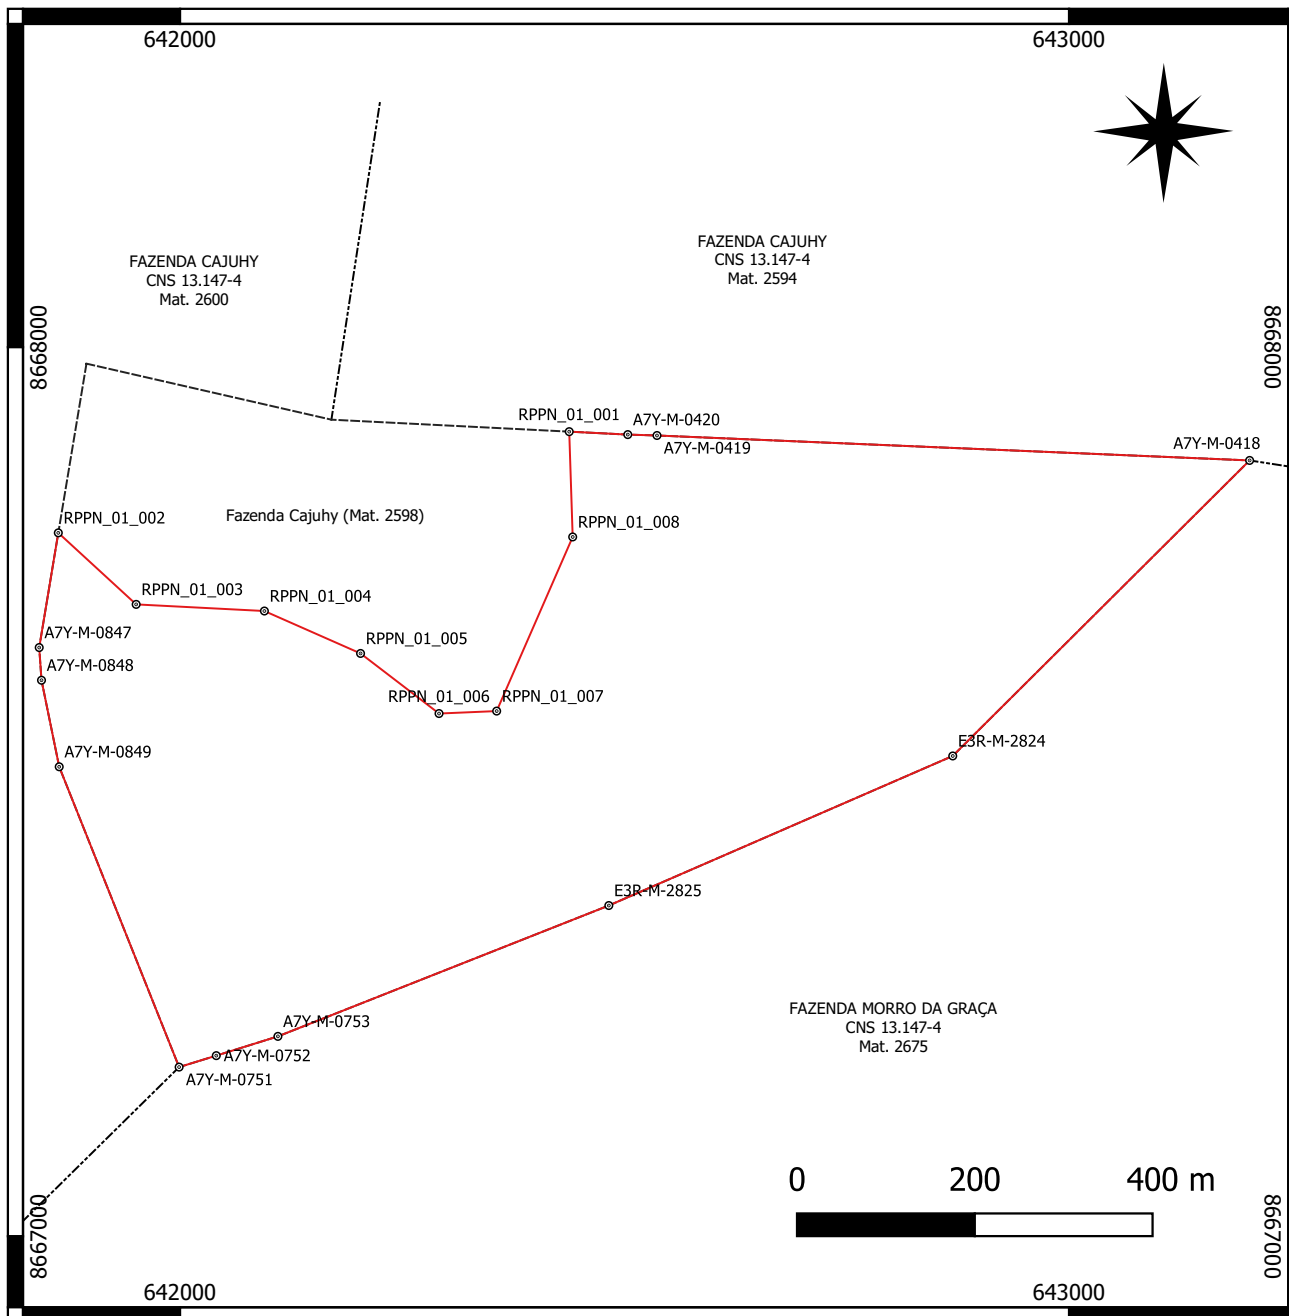 642000
643000
FAZENDA CAJUHY
CNS 13.147-4
Mat. 2594
FAZENDA CAJUHY
CNS 13.147-4
Mat. 2600
8668000
8668000
RPPN_01_001
A7Y-M-0420
A7Y-M-0419
A7Y-M-0418
RPPN_01_002
Fazenda Cajuhy (Mat. 2598)
RPPN_01_008
RPPN_01_003
RPPN_01_004
A7Y-M-0847
RPPN_01_005
A7Y-M-0848
RPPN_01_006
RPPN_01_007
A7Y-M-0849
E3R-M-2824
E3R-M-2825
FAZENDA MORRO DA GRAÇA
CNS 13.147-4
Mat. 2675
A7Y-M-0753
A7Y-M-0752
A7Y-M-0751
0 200 400 m
8667000
8667000
642000
643000